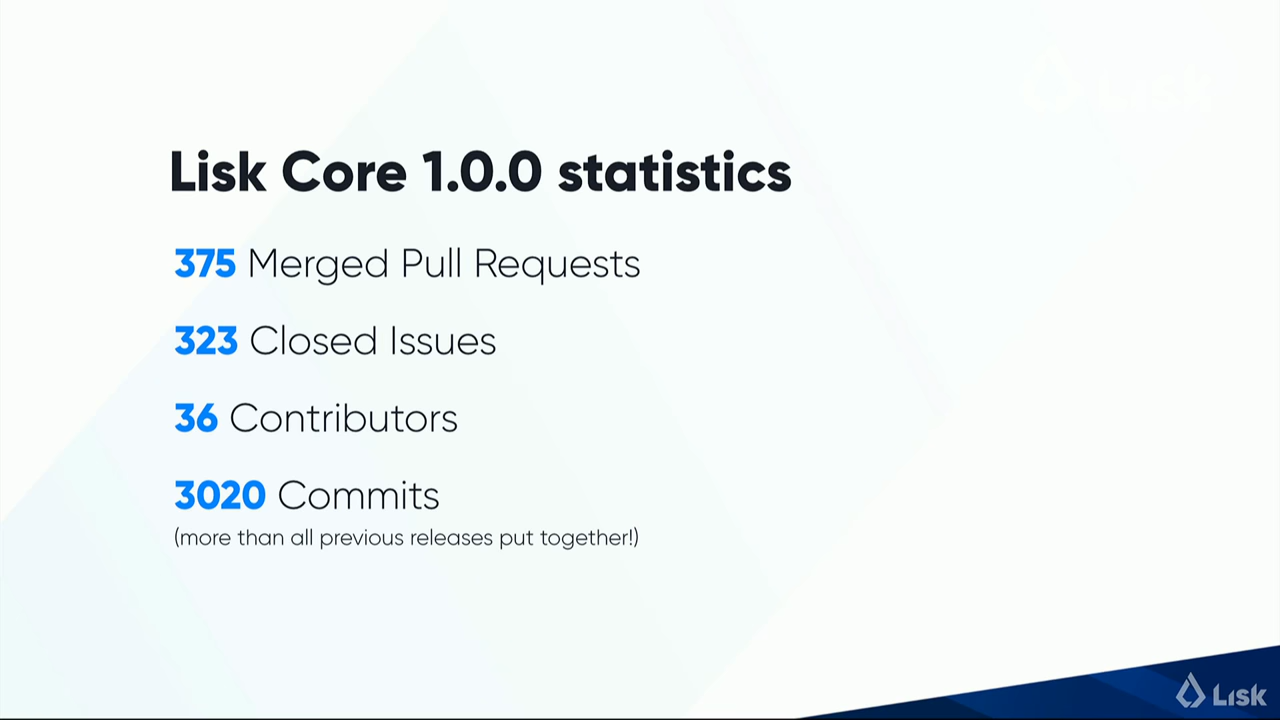 Lisk
Lisk Core 1.0.0 statistics
375 Merged Pull Requests
323 Closed Issues
36 Contributors
3020 Commits
(more than all previous releases put together!)
Lisk